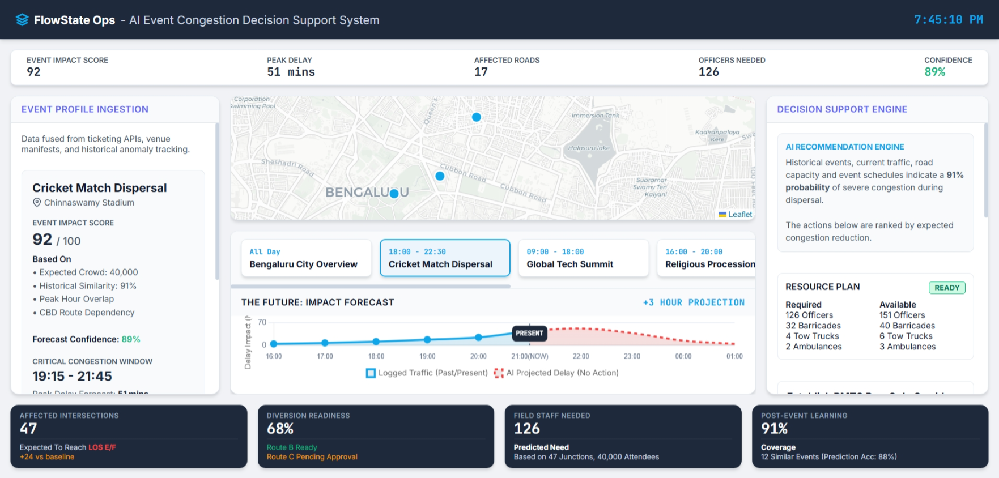 FlowState Ops - AI Event Congestion Decision Support System
7:45:10 PM
EVENT IMPACT SCORE
92
PEAK DELAY
51 mins
AFFECTED ROADS
17
OFFICERS NEEDED
126
CONFIDENCE
89%
EVENT PROFILE INGESTION
Data fused from ticketing APIs, venue
manifests, and historical anomaly tracking.
Cricket Match Dispersal
Chinnaswamy Stadium
EVENT IMPACT SCORE
92 / 100
Based On
• Expected Crowd: 40,000
• Historical Similarity: 91%
• Peak Hour Overlap
• CBD Route Dependency
Forecast Confidence: 89%
CRITICAL CONGESTION WINDOW
19:15 - 21:45
Peak Delay Forecast: 51 mins
Corporation
Swimming Pool
Queen's
Immersion Tank
Kadiranpalaya
Kere
Swa
Halasuru lake
Sheshadri Road
Cubbon Road
Cubbon Road
BENGALURU
Subramar
Swamy Ten
Kalyani
100 Feet Rd
Leaflet
All Day
Bengaluru City Overview
18:00 - 22:30
Cricket Match Dispersal
09:00 - 18:00
Global Tech Summit
16:00 - 20:00
Religious Procession
THE FUTURE: IMPACT FORECAST
+3 HOUR PROJECTION
Delay Impact (
70
0
PRESENT
16:00 17:00 18:00 19:00 20:00 21:00(NOW) 22:00 23:00 00:00 01:00
Logged Traffic (Past/Present) AI Projected Delay (No Action)
DECISION SUPPORT ENGINE
AI RECOMMENDATION ENGINE
Historical events, current traffic, road
capacity and event schedules indicate a 91%
probability of severe congestion during
dispersal.
The actions below are ranked by expected
congestion reduction.
RESOURCE PLAN
READY
Required
126 Officers
32 Barricades
4 Tow Trucks
2 Ambulances
Available
151 Officers
40 Barricades
6 Tow Trucks
3 Ambulances
AFFECTED INTERSECTIONS
47
Expected To Reach LOS E/F
+24 vs baseline
DIVERSION READINESS
68%
Route B Ready
Route C Pending Approval
FIELD STAFF NEEDED
126
Predicted Need
Based on 47 Junctions, 40,000 Attendees
POST-EVENT LEARNING
91%
Coverage
12 Similar Events (Prediction Acc: 88%)